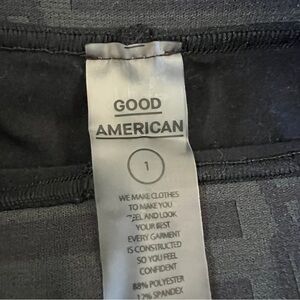 GOOD
AMERICAN
1
WE MAKE CLOTHES
TO MAKE YOU
FEEL AND LOOK
YOUR BEST
EVERY GARMENT
IS CONSTRUCTED
SO YOU FEEL
CONFIDENT
88% POLYESTER
12% SPANDEX